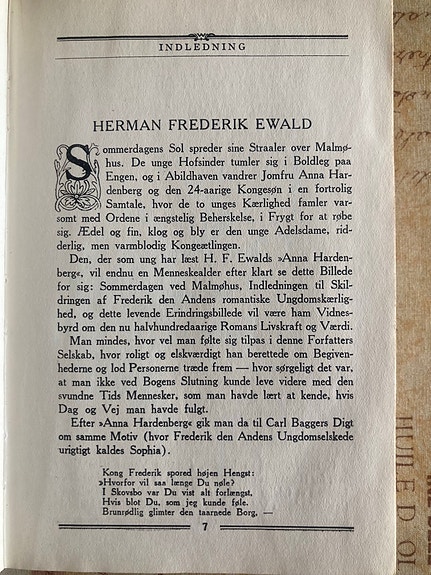 INDLEDNING
HERMAN FREDERIK EWALD
Sommerdagens Sol spreder sine Straaler over Malmø-
hus. De unge Hofsinder tumler sig i Boldleg paa
Engen, og i Abildhaven vandrer Jomfru Anna Har-
denberg og den 24-aarige Kongesøn i en fortrolig
Samtale, hvor de to unges Kærlighed famler var-
somt med Ordene i ængstelig Beherskelse, i Frygt for at røbe
sig. Ædel og fin, klog og bly er den unge Adelsdame, rid-
derlig, men varmblodig Kongeætlingen.
Den, der som ung har læst H. F. Ewalds »Anna Harden-
berg«, vil endnu en Menneskealder efter klart se dette Billede
for sig: Sommerdagen ved Malmøhus, Indledningen til Skil-
dringen af Frederik den Andens romantiske Ungdomskærlig-
hed, og dette levende Erindringsbillede vil være ham Vidnes-
byrd om den nu halvhundredaarige Romans Livskraft og Værdi.
Man mindes, hvor vel man følte sig tilpas i denne Forfatters
Selskab, hvor roligt og elskværdigt han berettede om Begiven-
hederne og lod Personerne træde frem — hvor sørgeligt det var,
at man ikke ved Bogens Slutning kunde leve videre med den
svundne Tids Mennesker, som man havde lært at kende, hvis
Dag og Vej man havde fulgt.
Efter »Anna Hardenberg« gik man da til Carl Baggers Digt
om samme Motiv (hvor Frederik den Andens Ungdomselskede
urigtigt kaldes Sophia).
Kong Frederik spored højen Hengst:
»Hvorfor vil saa længe Du nøle?
I Skovsbo var Du vist alt forlængst,
Hvis blot Du, som jeg kunde føle.
Brunrødlig glimter den taarnede Borg, —
7